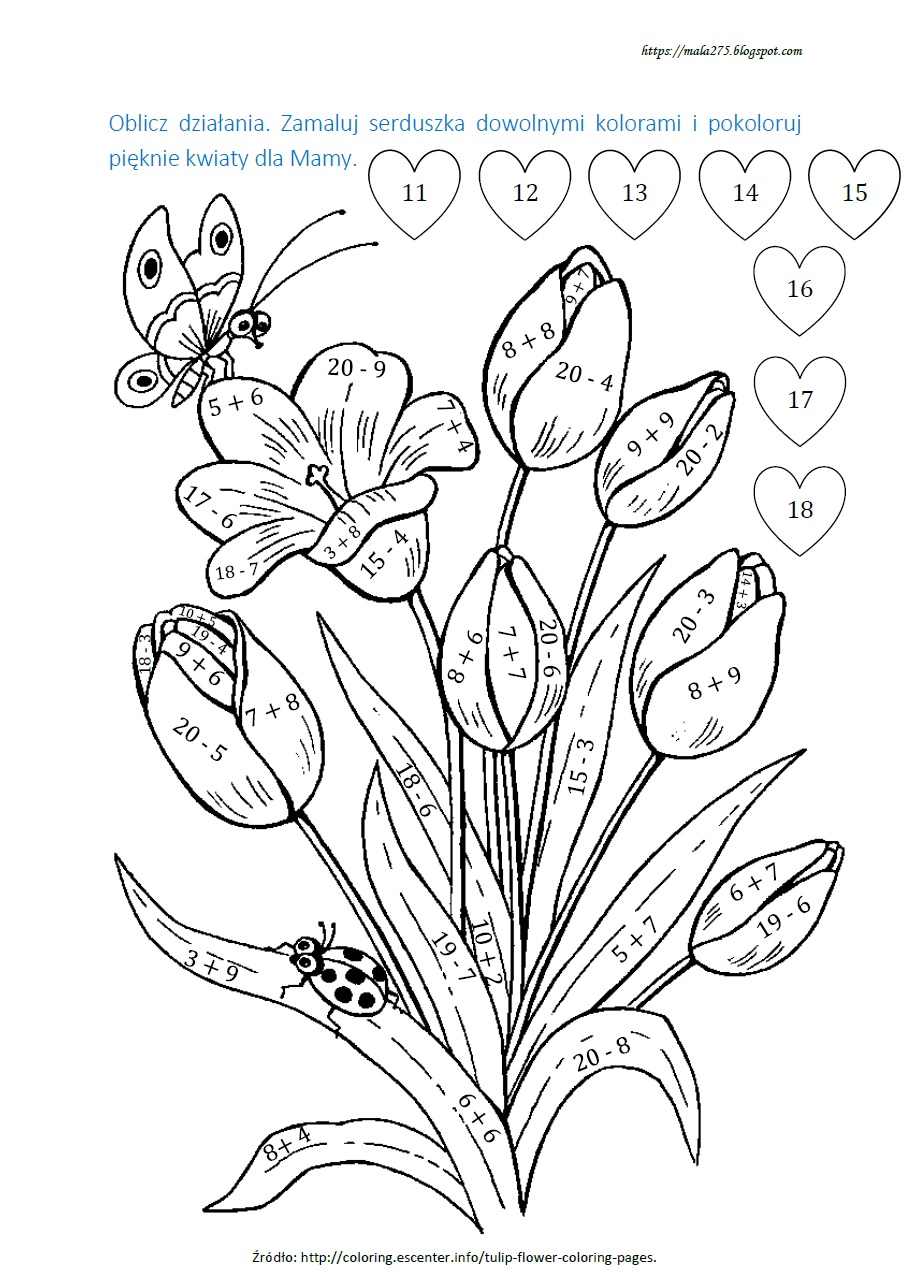 https://mala275.blogspot.com
Oblicz działania. Zamaluj serduszka dowolnymi kolorami i pokoloruj
pięknie kwiaty dla Mamy.
11 12 13 14 15
16
17
18
9 + 7
8 + 8
20 - 4
20 - 9
5 + 6
7 + 4
9 + 9
20 - 2
17 - 6
3 + 8
15 - 4
18 - 7
14 + 3
20 - 3
8 + 9
10 + 5
19 - 4
18 - 3
9 + 6
7 + 8
20 - 5
8 + 6
7 + 7
20 - 6
15 - 3
18 - 6
6 + 7
19 - 6
5 + 7
19 - 7
10 + 2
3 + 9
20 - 8
6 + 6
8+ 4
Źródło: http://coloring.escenter.info/tulip-flower-coloring-pages.